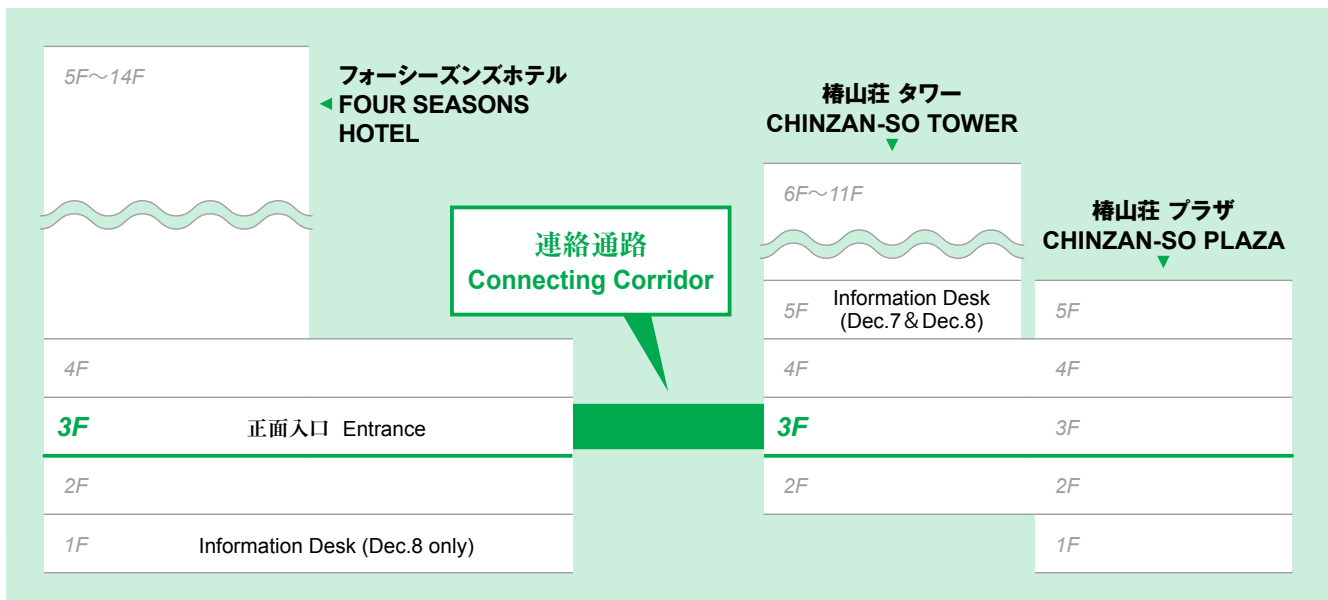 5F〜14F
フォーシーズンズホテル
FOUR SEASONS
HOTEL
4F
3F 正面入口 Entrance
2F
1F Information Desk (Dec.8 only)
連絡通路
Connecting Corridor
椿山荘 タワー
CHINZAN-SO TOWER
6F〜11F
5F Information Desk
(Dec.7＆Dec.8)
4F
3F
2F
椿山荘 プラザ
CHINZAN-SO PLAZA
5F
4F
3F
2F
1F